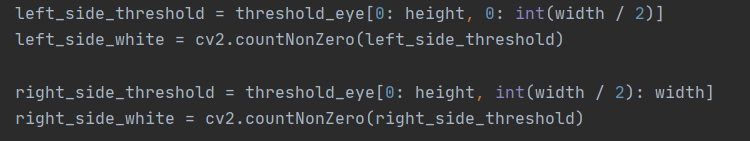 left_side_threshold = threshold_eye[0: height, 0: int(width / 2)]
left_side_white = cv2.countNonZero(left_side_threshold)
right_side_threshold = threshold_eye[0: height, int(width / 2): width]
right_side_white = cv2.countNonZero(right_side_threshold)